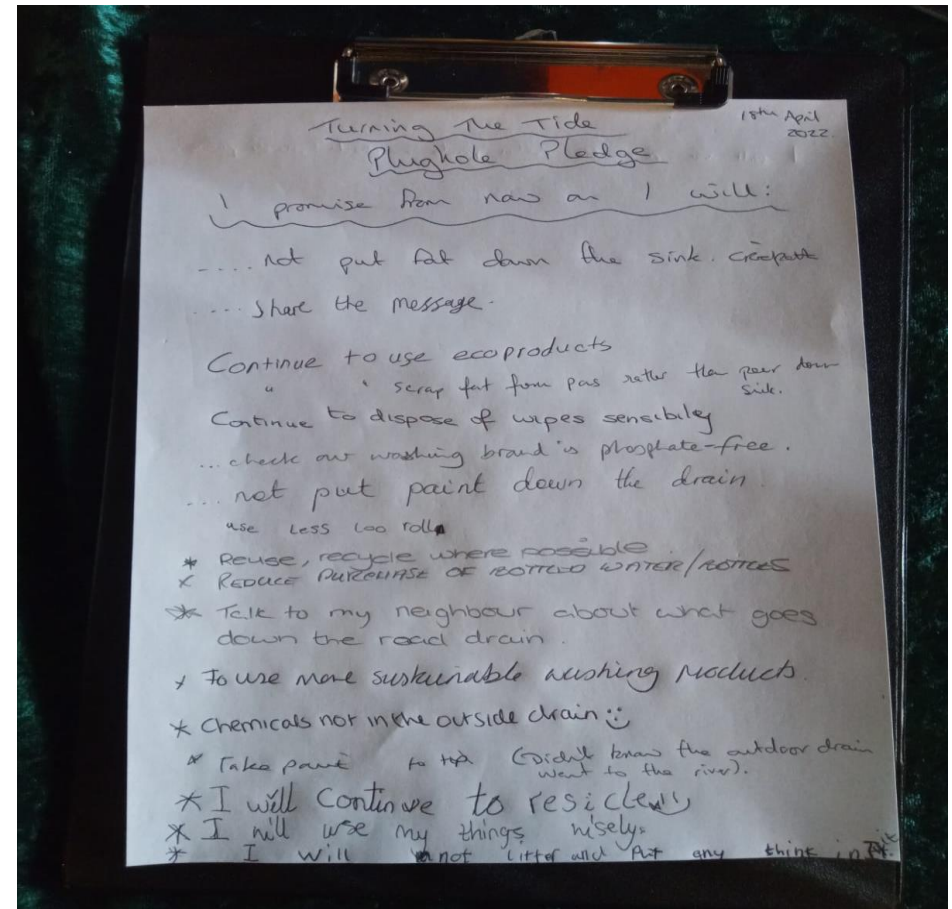 Turning The Tide
18th April
2022.
Plughole Pledge
I promise from now on I will:
.... not put fat down the sink.
.... Share the message.
Continue to use ecoproducts
" " scrap fat from pas rather than pour down
sink.
Continue to dispose of wipes sensibiley
... check our washing brand is phosphate-free.
... not put paint down the drain.
use less loo roll
* Reuse, recycle where possible
* REDUCE PURCHASE OF BOTTLED WATER/BOTTLES
* Talk to my neighbour about what goes
down the road drain.
* To use more sustainable washing products.
* Chemicals not in the outside drain :)
* Take paint to tip (Didn't know the outdoor drain
went to the river).
* I will continue to resicle
* I will use my things wisely.
* I will not litter and Put any think in